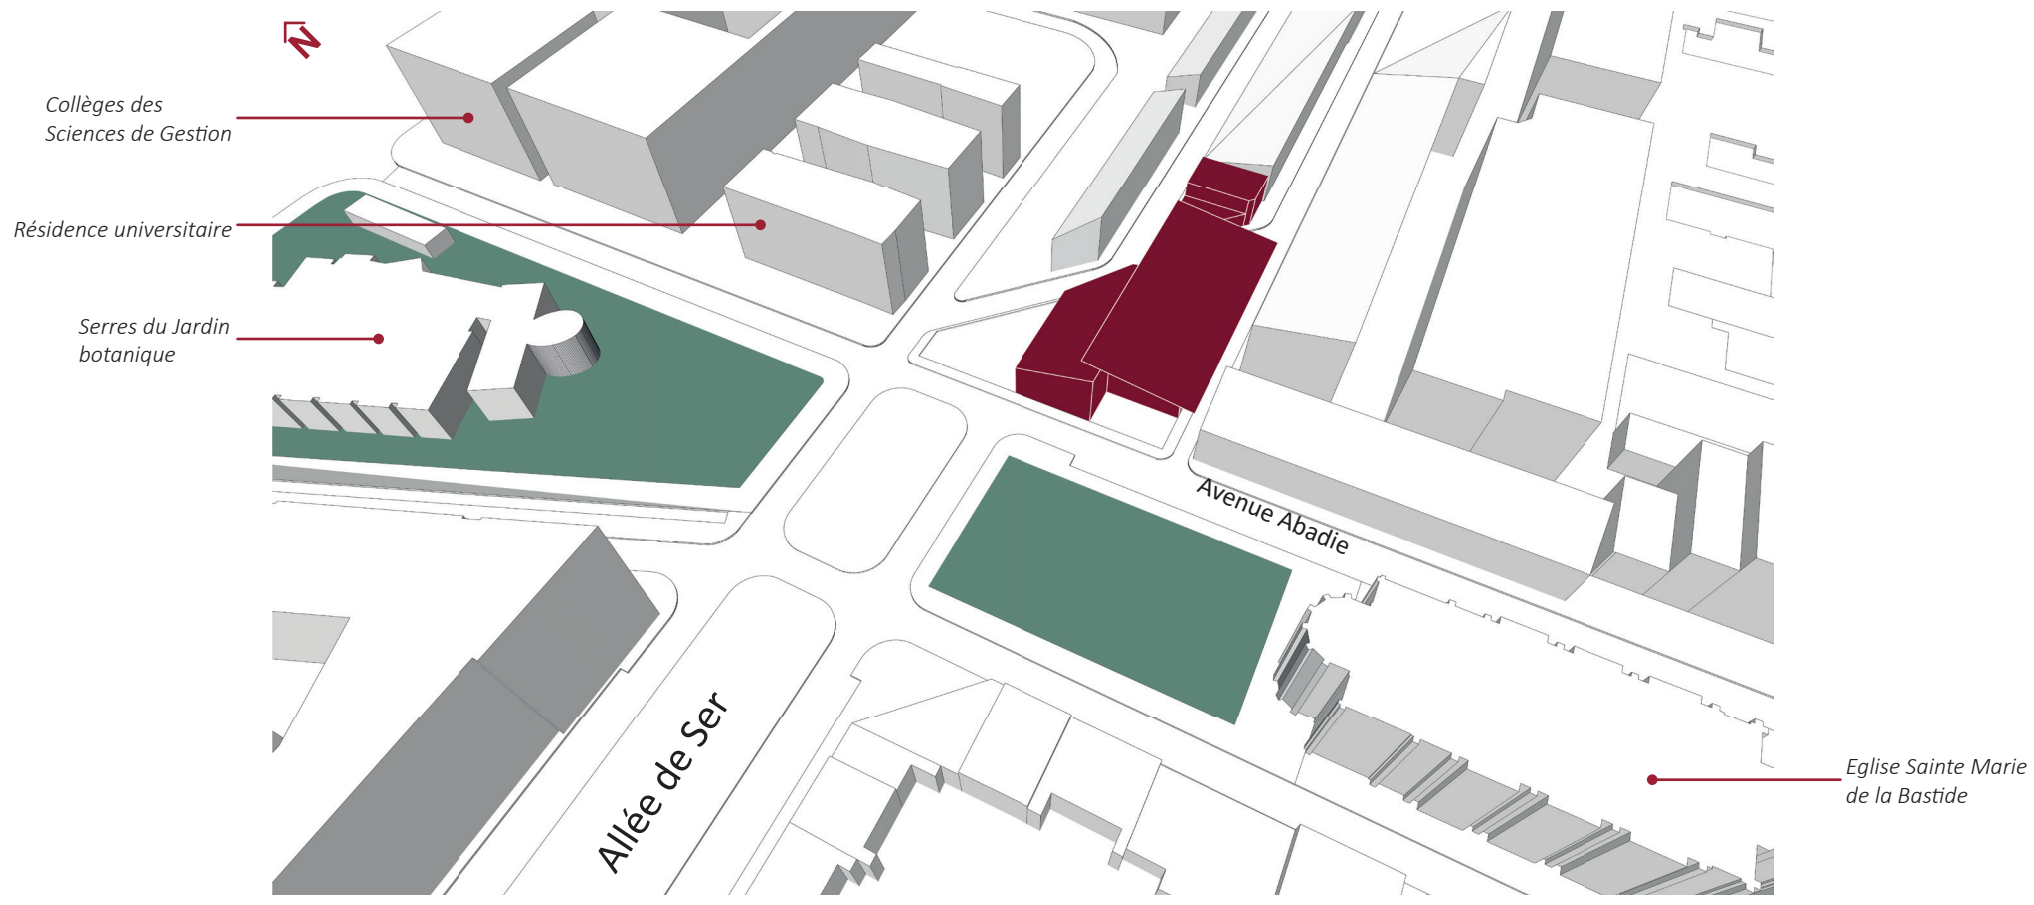 N
Collèges des
Sciences de Gestion
Résidence universitaire
Serres du Jardin
botanique
Avenue Abadie
Allée de Ser
Eglise Sainte Marie
de la Bastide